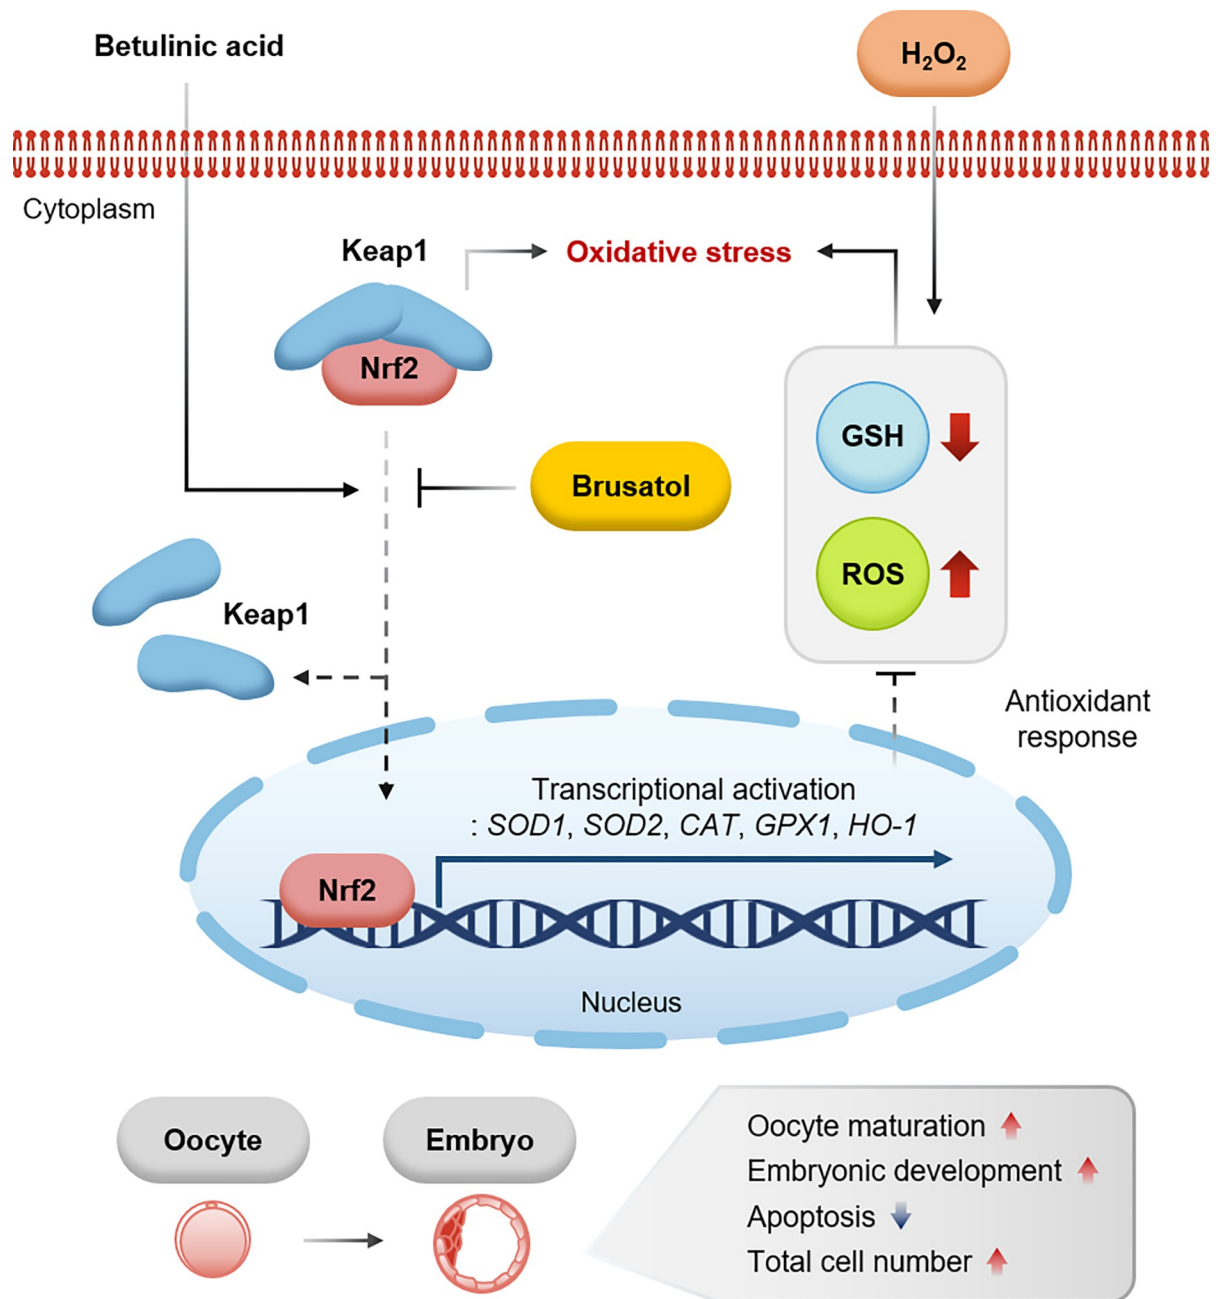 Betulinic acid
H₂O₂
Cytoplasm
Keap1
Oxidative stress
Nrf2
GSH
Brusatol
ROS
Keap1
Antioxidant
response
Transcriptional activation
: SOD1, SOD2, CAT, GPX1, HO-1
Nrf2
Nucleus
Oocyte
Embryo
Oocyte maturation
Embryonic development
Apoptosis
Total cell number